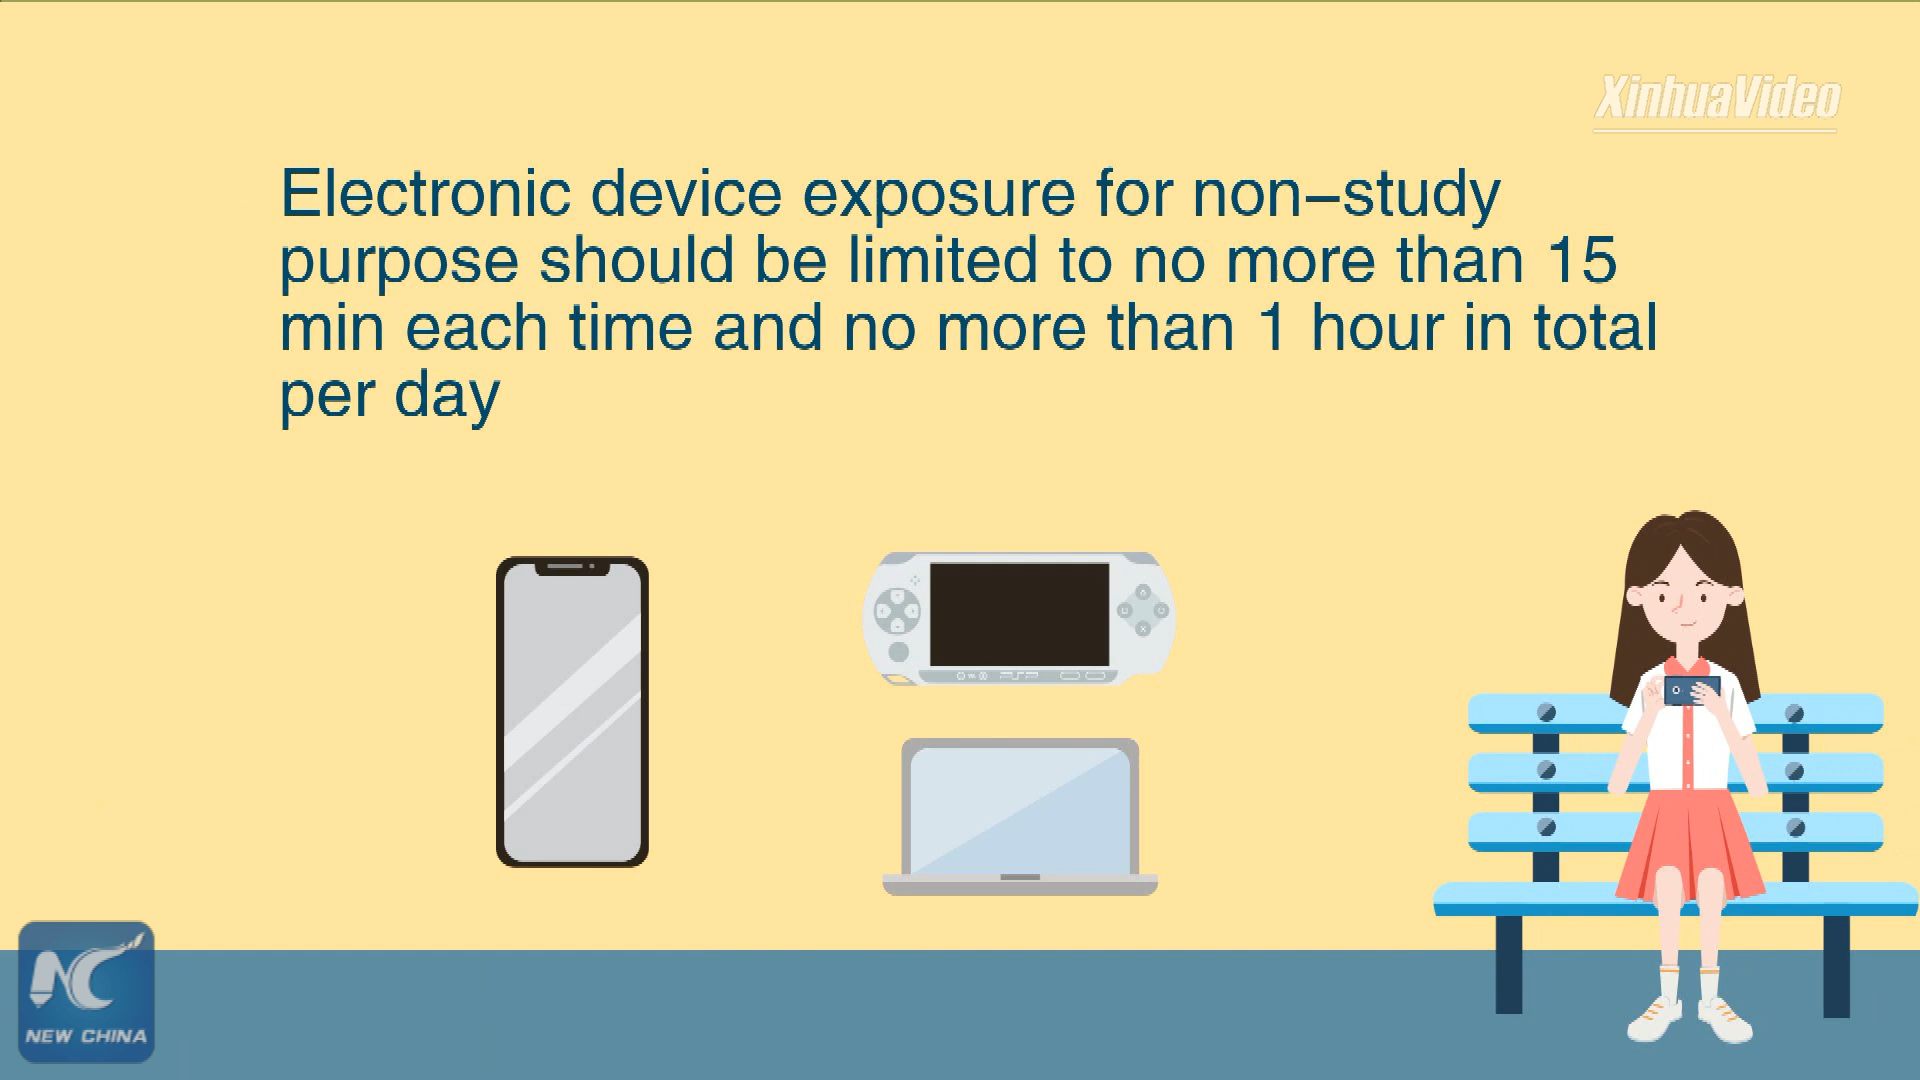 XinhuaVideo
Electronic device exposure for non–study
purpose should be limited to no more than 15
min each time and no more than 1 hour in total
per day
NC
NEW CHINA